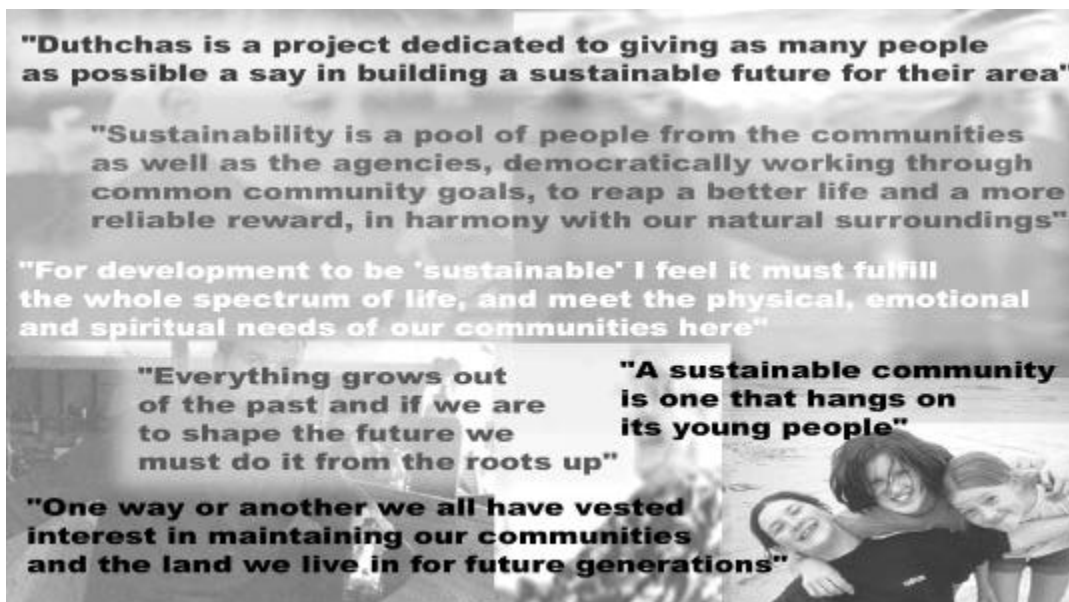 "Duthchas is a project dedicated to giving as many people
as possible a say in building a sustainable future for their area"
"Sustainability is a pool of people from the communities
as well as the agencies, democratically working through
common community goals, to reap a better life and a more
reliable reward, in harmony with our natural surroundings"
"For development to be 'sustainable' I feel it must fulfill
the whole spectrum of life, and meet the physical, emotional
and spiritual needs of our communities here"
"Everything grows out
of the past and if we are
to shape the future we
must do it from the roots up"
"A sustainable community
is one that hangs on
its young people"
"One way or another we all have vested
interest in maintaining our communities
and the land we live in for future generations"